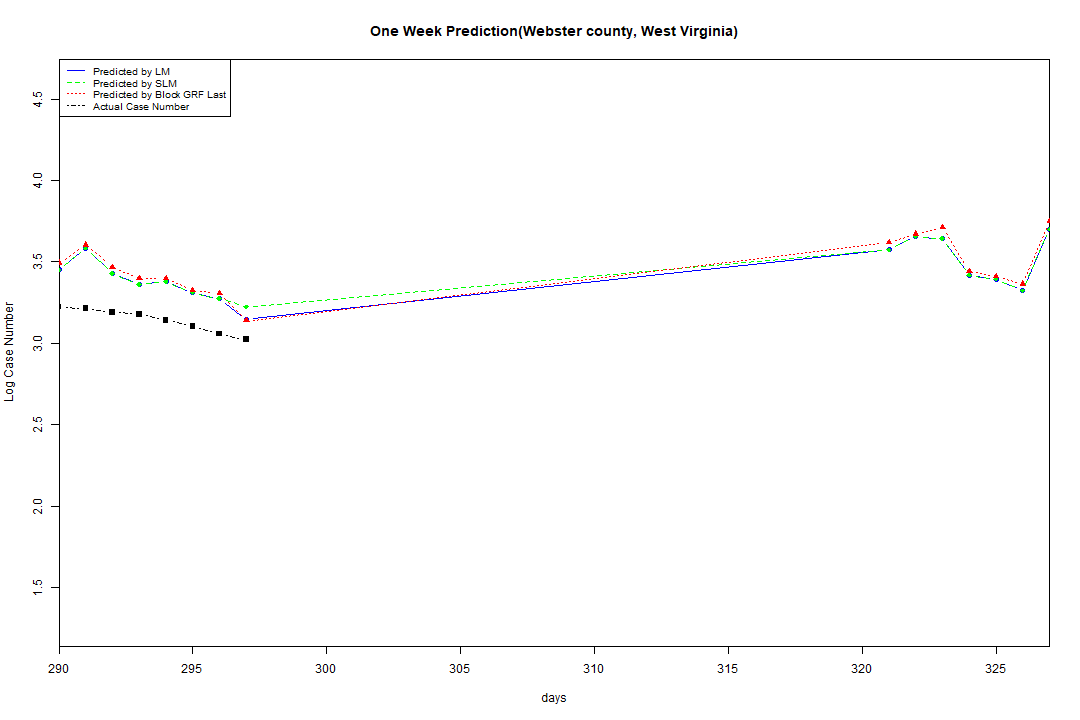 One Week Prediction(Webster county, West Virginia)
Predicted by LM
Predicted by SLM
Predicted by Block GRF Last
Actual Case Number
4.5
4.0
3.5
3.0
2.5
2.0
1.5
Log Case Number
290 295 300 305 310 315 320 325
days